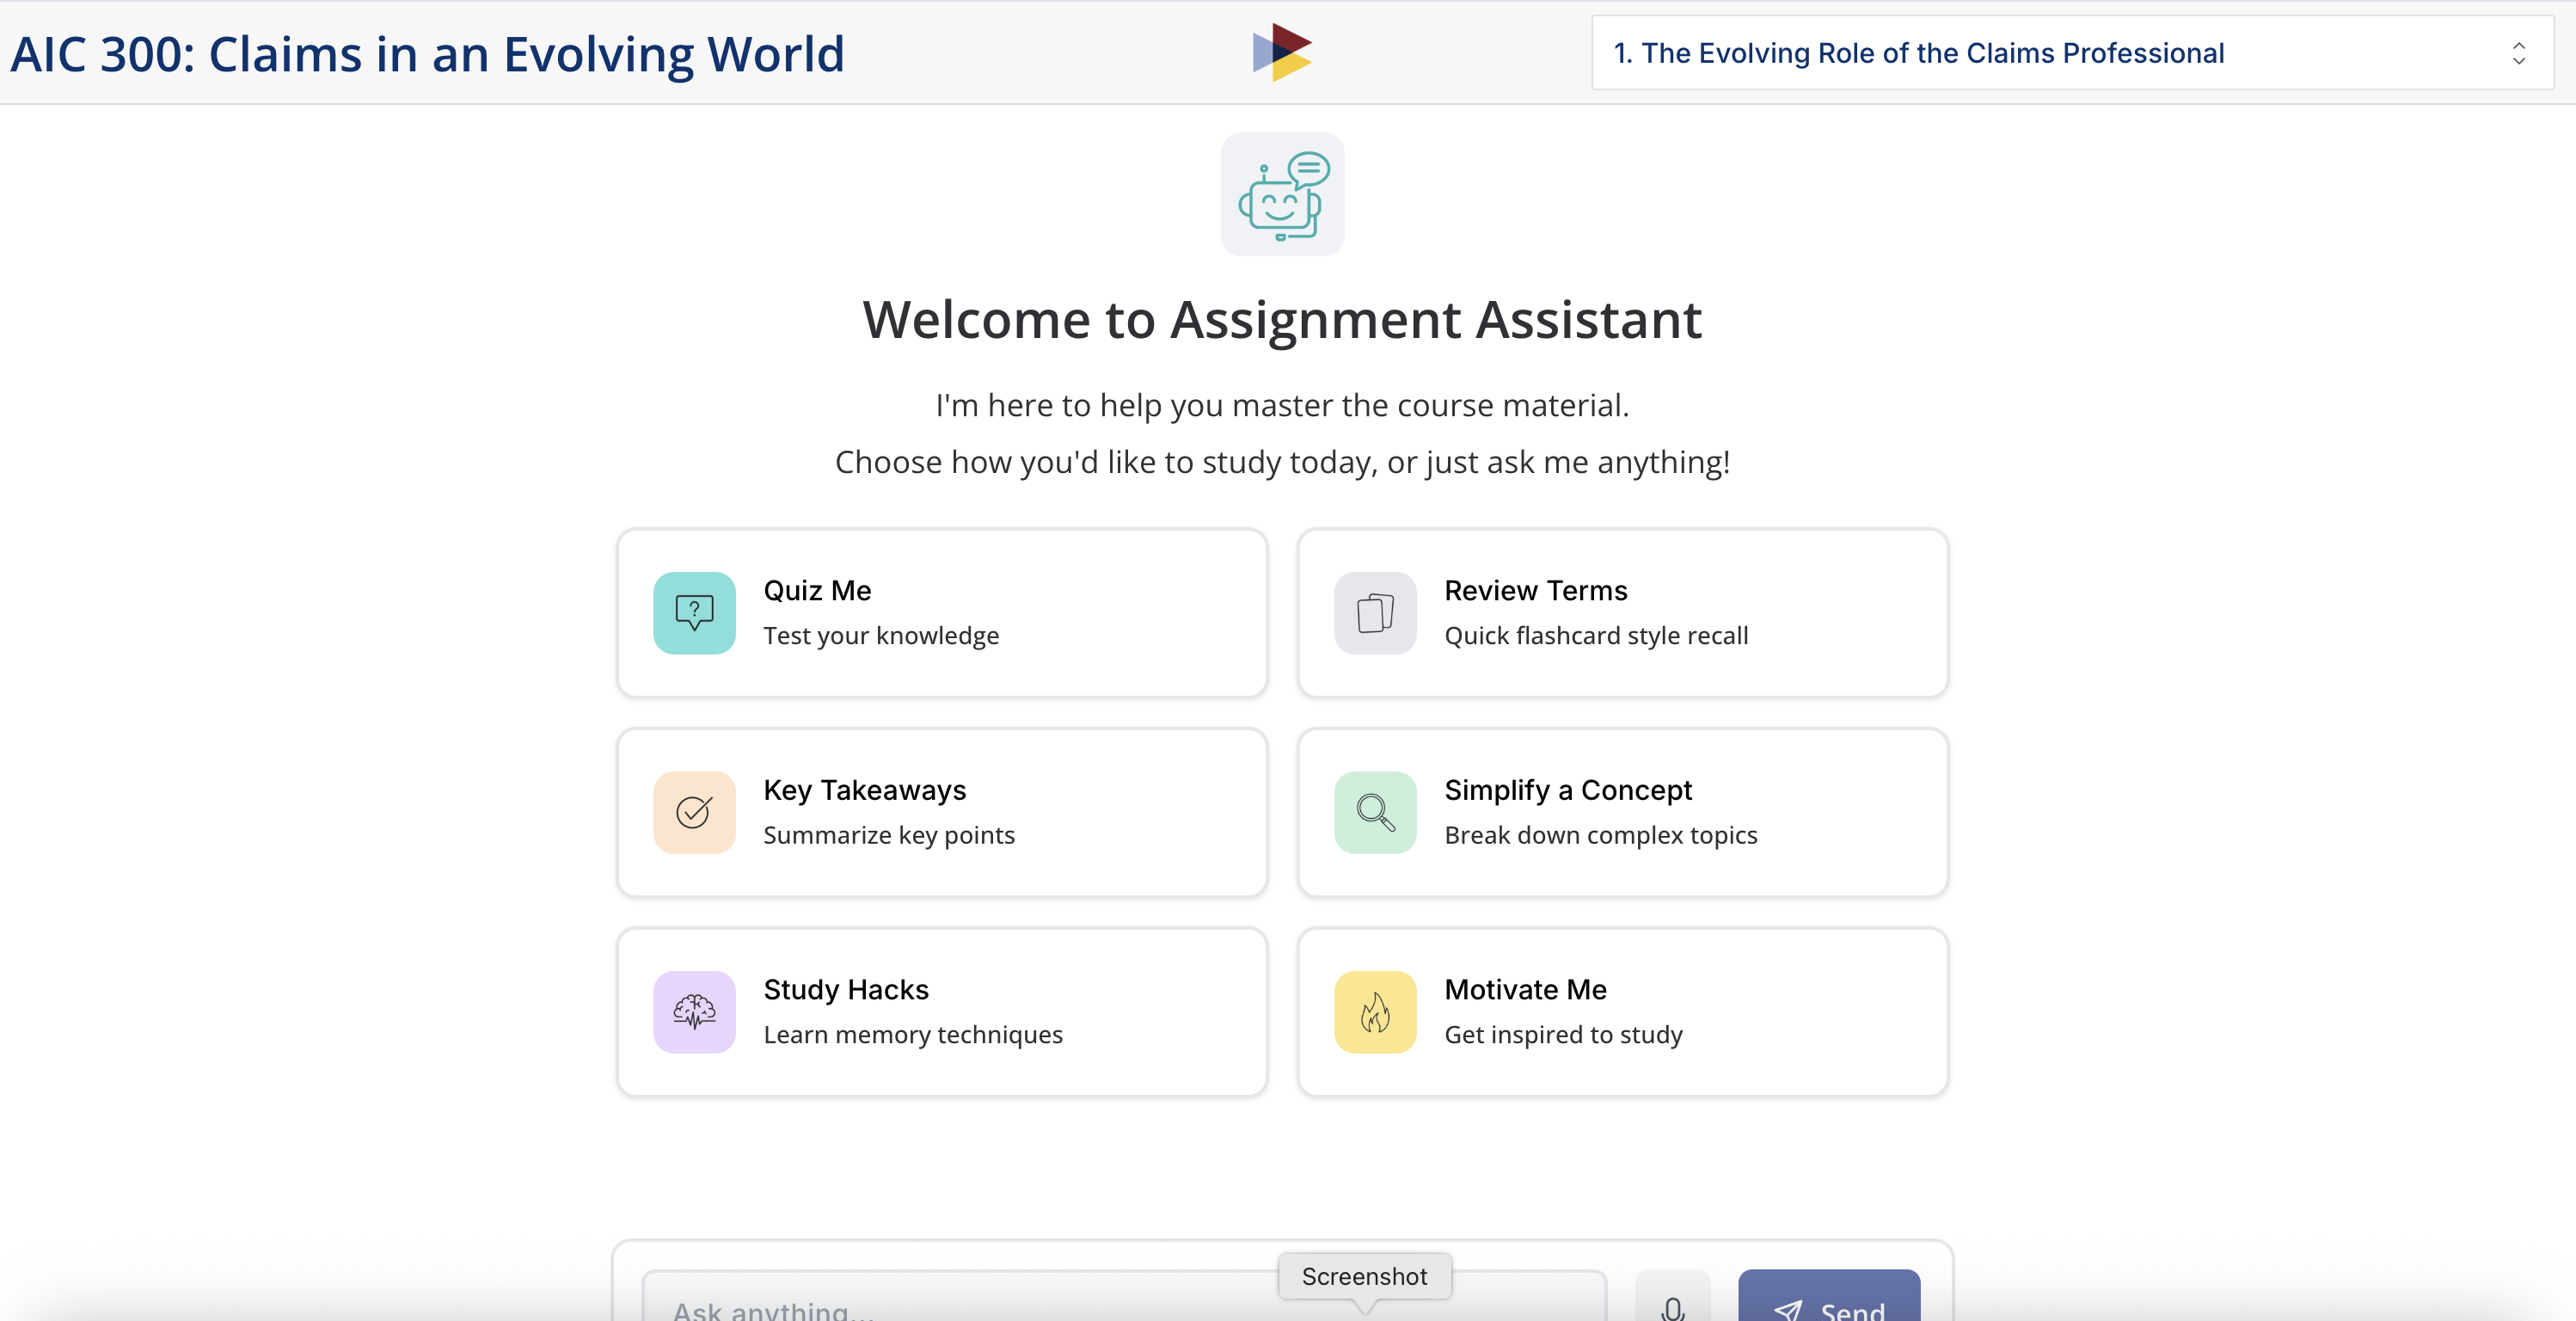 AIC 300: Claims in an Evolving World
1. The Evolving Role of the Claims Professional
Welcome to Assignment Assistant
I'm here to help you master the course material.
Choose how you'd like to study today, or just ask me anything!
Quiz Me
Test your knowledge
Review Terms
Quick flashcard style recall
Key Takeaways
Summarize key points
Simplify a Concept
Break down complex topics
Study Hacks
Learn memory techniques
Motivate Me
Get inspired to study
Screenshot
Ask anything...
Send